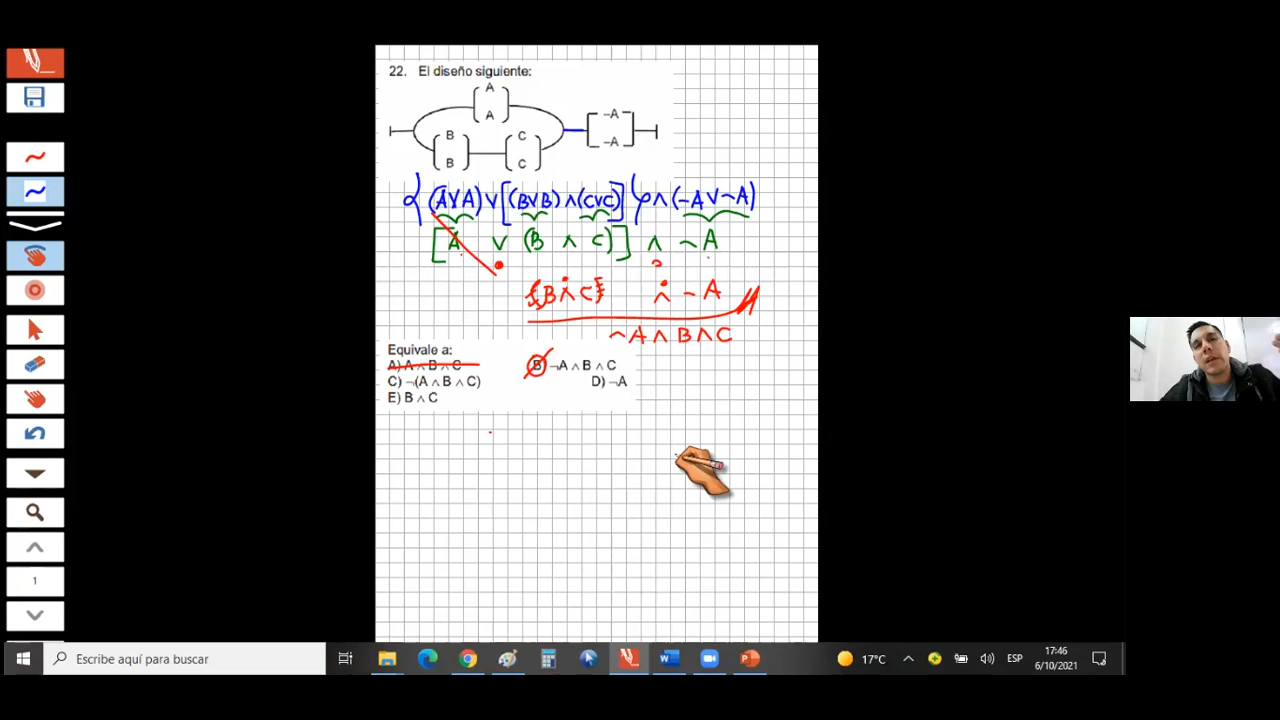 22. El diseño siguiente:
A
A
B
B
C
C
–A
–A
{(A∨A)∨[(B∨B)∧(C∨C)]}∧(-A∨¬A)
[A ∨ (B ∧ C)] ∧ ¬A
{B∧C} ∧ ¬A
¬A∧B∧C
Equivale a:
A) A ∧ B ∧ C B) ¬A ∧ B ∧ C
C) ¬(A ∧ B ∧ C) D) ¬A
E) B ∧ C
1
Escribe aquí para buscar
17°C
ESP
17:46
6/10/2021